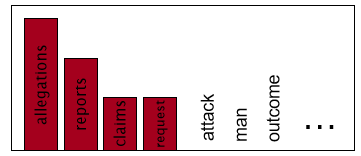 allegations
reports
claims
request
attack
man
outcome
...